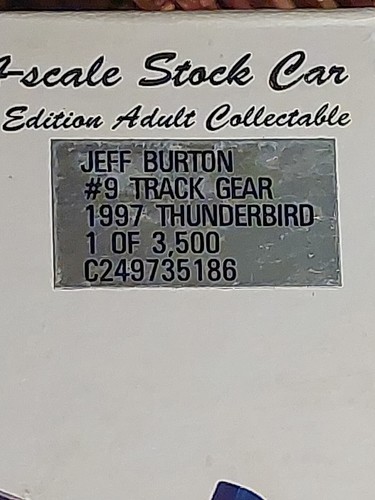 -scale Stock Car
Edition Adult Collectable
JEFF BURTON
#9 TRACK GEAR
1997 THUNDERBIRD
1 OF 3,500
C249735186